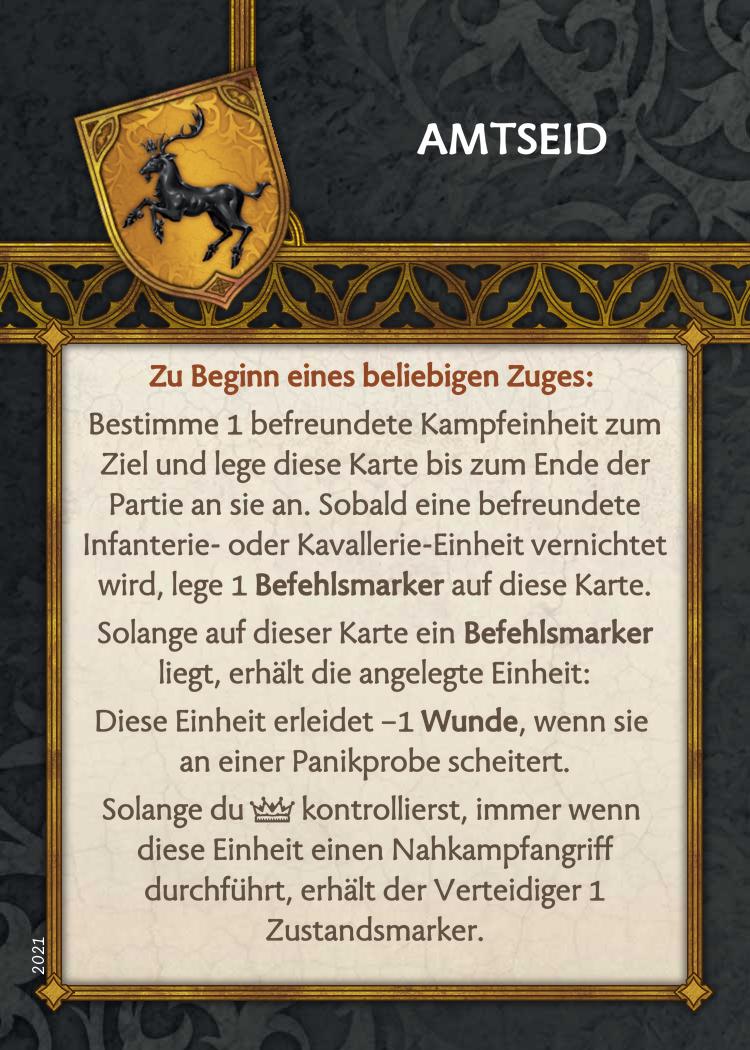 AMTSEID
Zu Beginn eines beliebigen Zuges:
Bestimme 1 befreundete Kampfeinheit zum
Ziel und lege diese Karte bis zum Ende der
Partie an sie an. Sobald eine befreundete
Infanterie- oder Kavallerie-Einheit vernichtet
wird, lege 1 Befehlsmarker auf diese Karte.
Solange auf dieser Karte ein Befehlsmarker
liegt, erhält die angelegte Einheit:
Diese Einheit erleidet –1 Wunde, wenn sie
an einer Panikprobe scheitert.
Solange du kontrollierst, immer wenn
diese Einheit einen Nahkampfangriff
durchführt, erhält der Verteidiger 1
Zustandsmarker.
2021